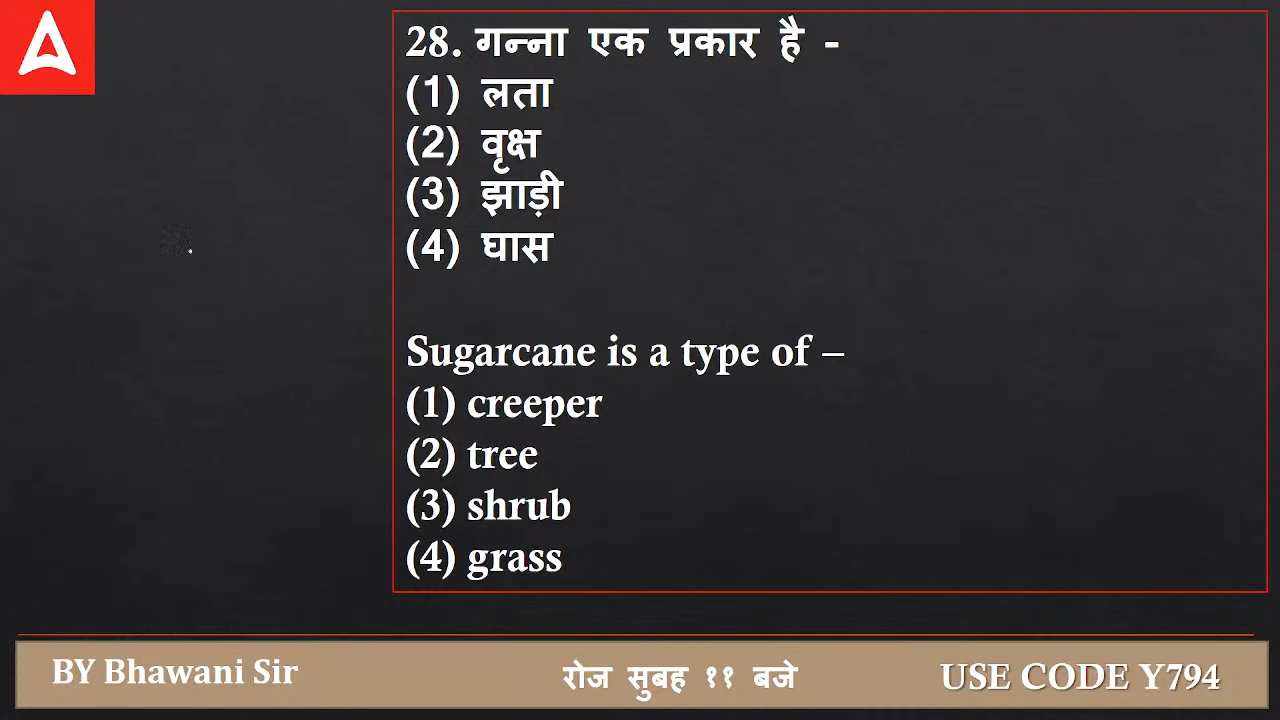 28. गन्ना एक प्रकार है -
(1) लता
(2) वृक्ष
(3) झाड़ी
(4) घास
Sugarcane is a type of –
(1) creeper
(2) tree
(3) shrub
(4) grass
BY Bhawani Sir
रोज सुबह ११ बजे
USE CODE Y794